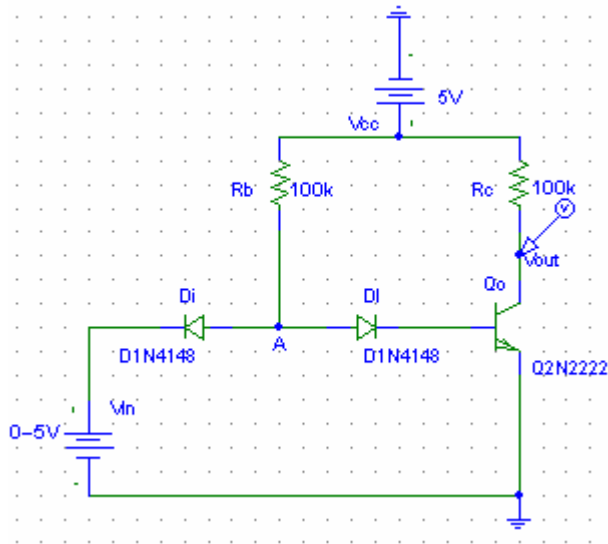 5V
Vcc
Rb 100k
Rc 100k
V
Vout
Di
Dl
Qo
D1N4148
A
D1N4148
Q2N2222
Vin
0-5V